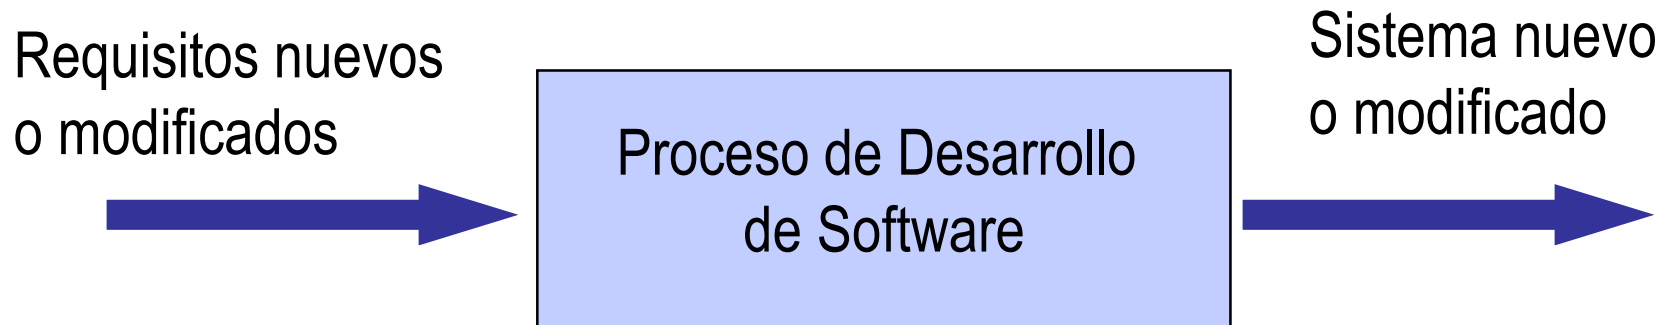 Requisitos nuevos
o modificados
Proceso de Desarrollo
de Software
Sistema nuevo
o modificado